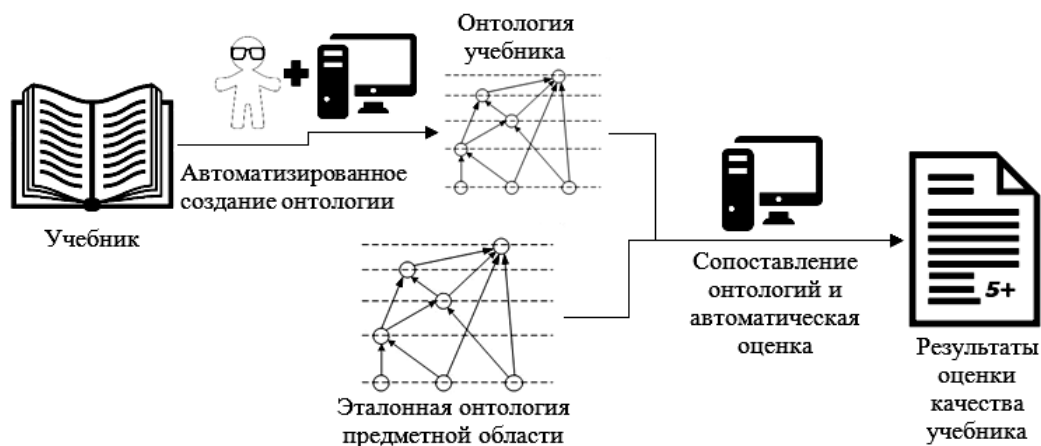 Онтология
учебника
Автоматизированное
создание онтологии
Учебник
Эталонная онтология
предметной области
Сопоставление
онтологий и
автоматическая
оценка
5+
Результаты
оценки
качества
учебника